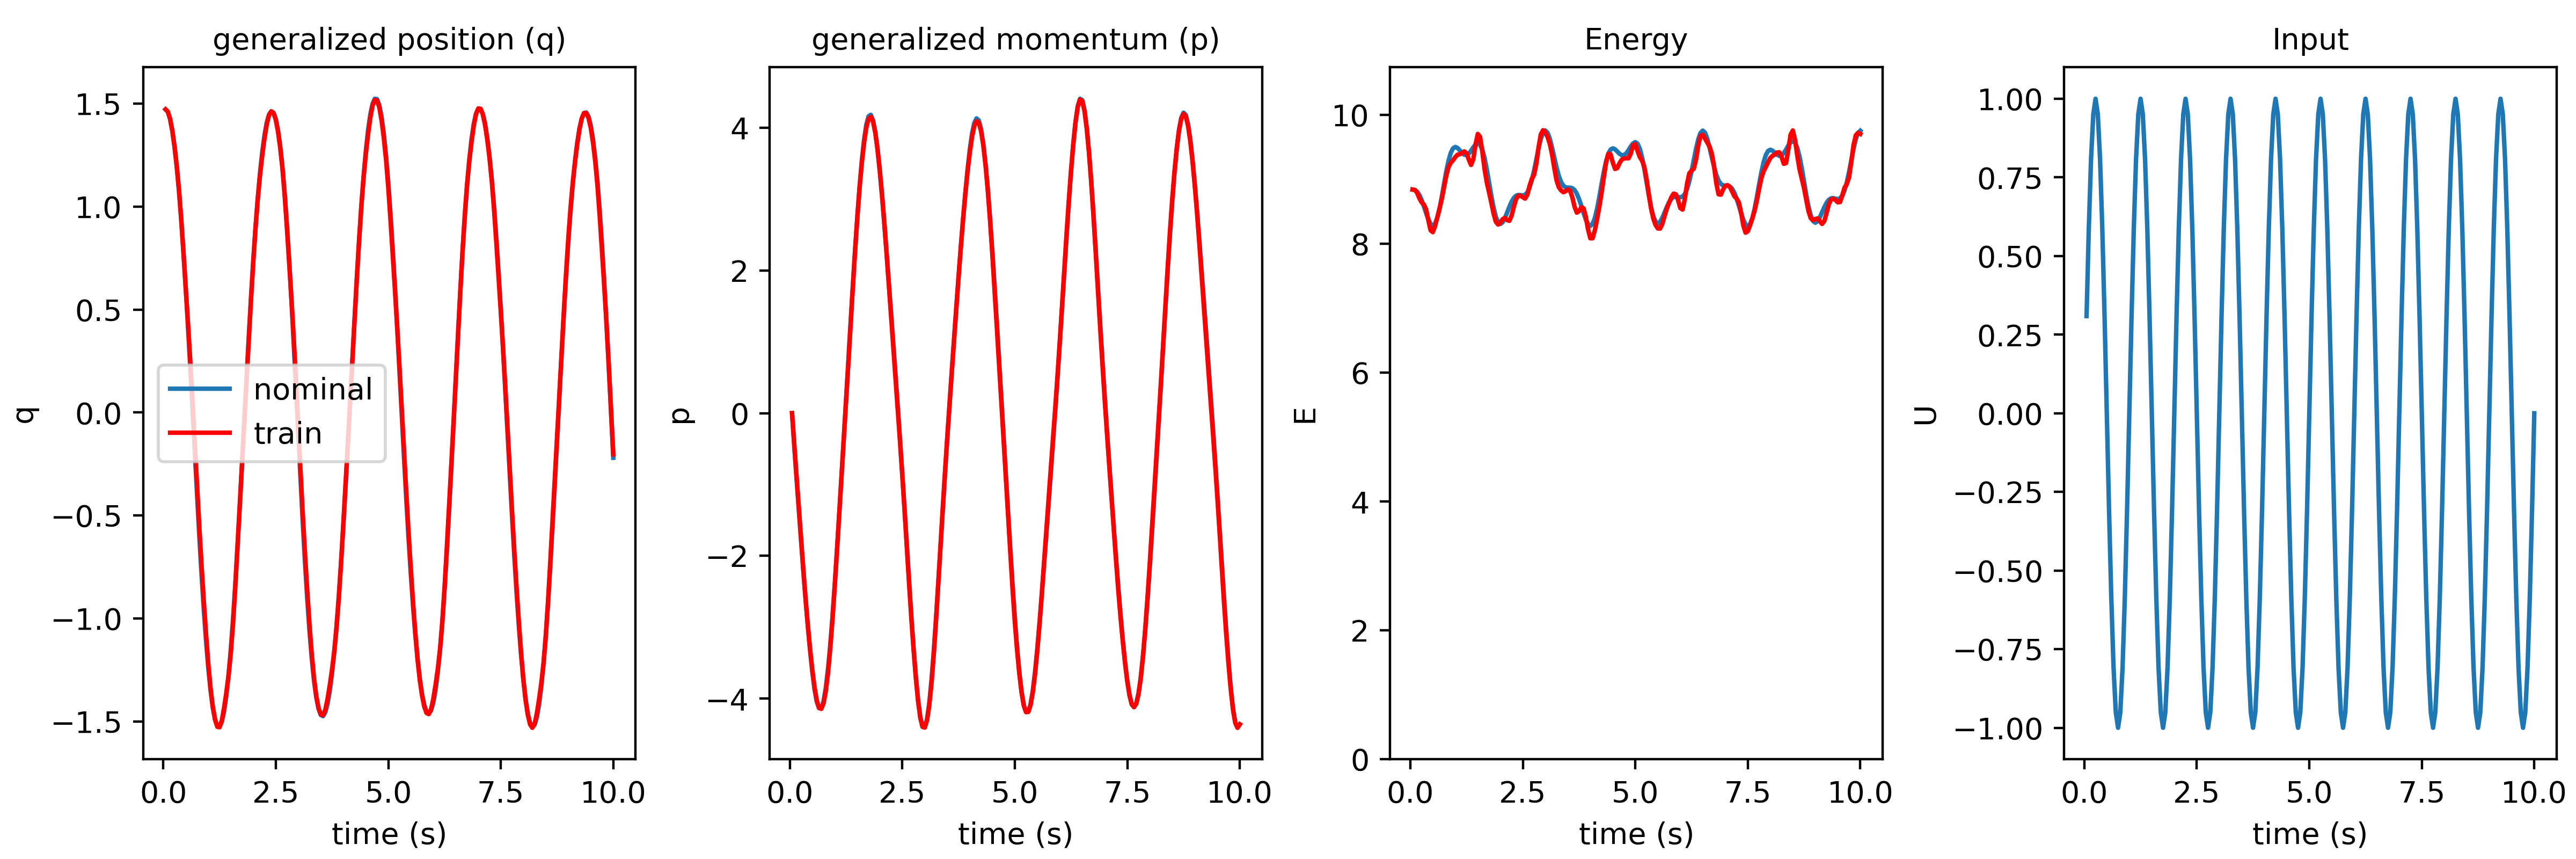 generalized position (q)
q
1.5
1.0
0.5
0.0
−0.5
−1.0
−1.5
nominal
train
0.0 2.5 5.0 7.5 10.0
time (s)
generalized momentum (p)
p
4
2
0
−2
−4
0.0 2.5 5.0 7.5 10.0
time (s)
Energy
E
10
8
6
4
2
0
0.0 2.5 5.0 7.5 10.0
time (s)
Input
U
1.00
0.75
0.50
0.25
0.00
−0.25
−0.50
−0.75
−1.00
0.0 2.5 5.0 7.5 10.0
time (s)